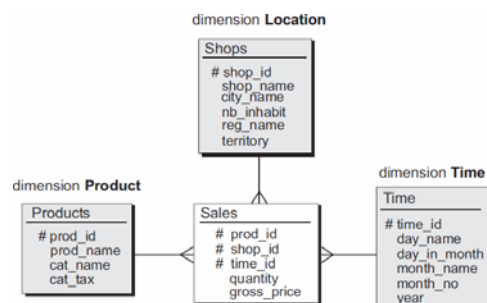 dimension Location
Shops
# shop_id
shop_name
city_name
nb_inhabit
reg_name
territory
dimension Product
Products
# prod_id
prod_name
cat_name
cat_tax
Sales
# prod_id
# shop_id
# time_id
quantity
gross_price
dimension Time
Time
# time_id
day_name
day_in_month
month_name
month_no
year